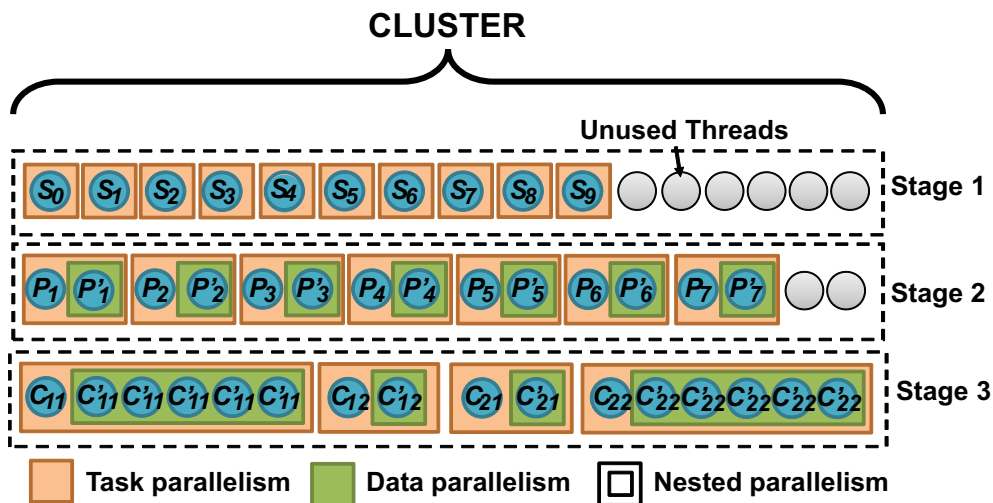 CLUSTER
Unused Threads
S0 S1 S2 S3 S4 S5 S6 S7 S8 S9 Stage 1
P1 P'1 P2 P'2 P3 P'3 P4 P'4 P5 P'5 P6 P'6 P7 P'7 Stage 2
C11 C'11 C'11 C'11 C'11 C'11 C12 C'12 C21 C'21 C22 C'22 C'22 C'22 C'22 C'22 Stage 3
Task parallelism Data parallelism Nested parallelism